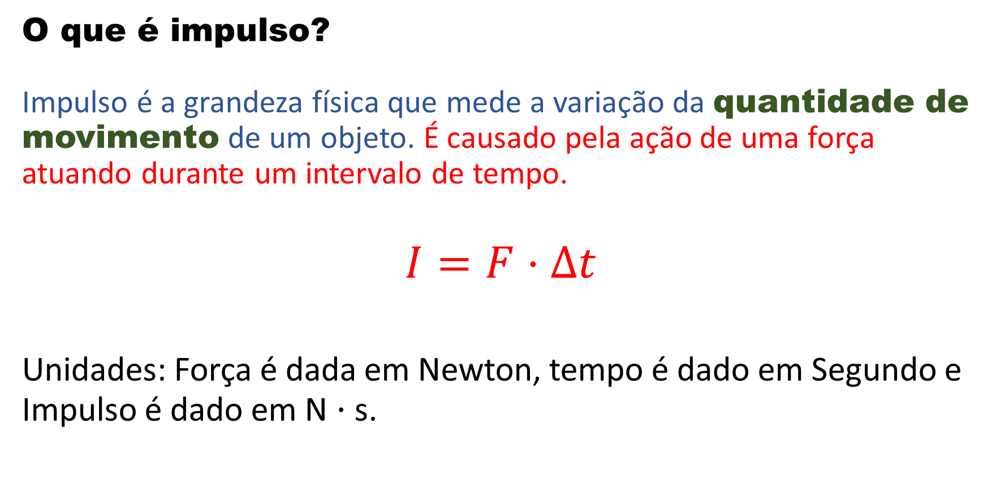 O que é impulso?
Impulso é a grandeza física que mede a variação da quantidade de
movimento de um objeto. É causado pela ação de uma força
atuando durante um intervalo de tempo.
I = F · Δt
Unidades: Força é dada em Newton, tempo é dado em Segundo e
Impulso é dado em N · s.